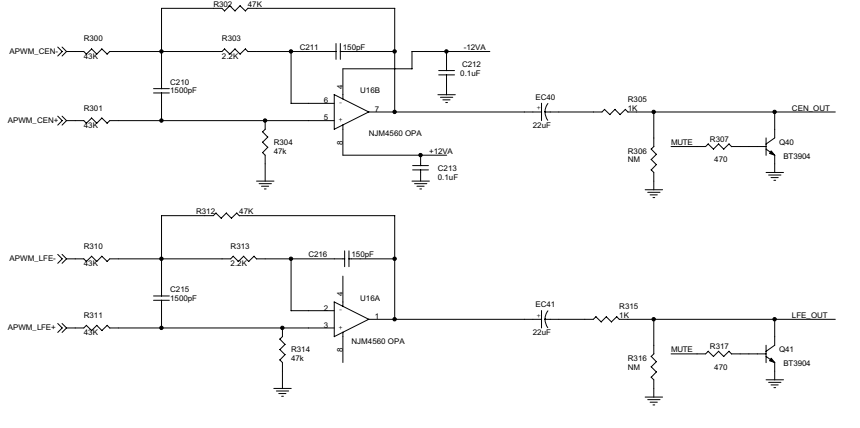 R302 47K
R300
43K
APWM_CEN-
R303
2.2K
C211 150pF
-12VA
C212
0.1uF
C210
1500pF
4
U16B
6 -
7
5 +
8
NJM4560 OPA
R301
43K
APWM_CEN+
R304
47k
+12VA
C213
0.1uF
EC40
+
22uF
R305
1K
CEN_OUT
R306
NM
MUTE
R307
470
Q40
BT3904
R312 47K
R310
43K
APWM_LFE-
R313
2.2K
C216 150pF
C215
1500pF
4
U16A
2 -
1
3 +
8
NJM4560 OPA
R311
43K
APWM_LFE+
R314
47k
EC41
+
22uF
R315
1K
LFE_OUT
R316
NM
MUTE
R317
470
Q41
BT3904